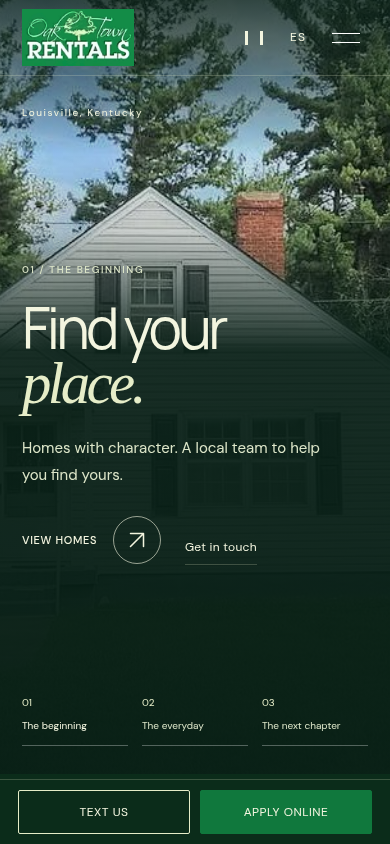 Oak Town
RENTALS
ES
Louisville, Kentucky
01 / THE BEGINNING
Find your
place.
Homes with character. A local team to help
you find yours.
VIEW HOMES
Get in touch
01
The beginning
02
The everyday
03
The next chapter
TEXT US
APPLY ONLINE